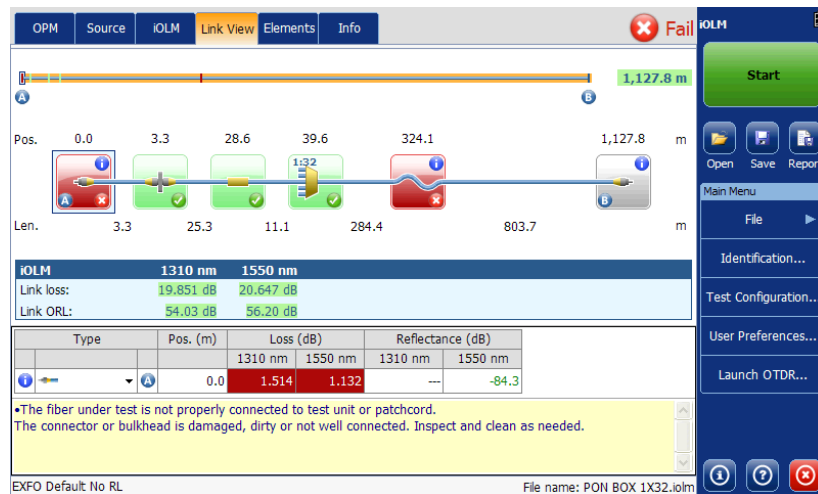 OPM Source iOLM Link View Elements Info Fail iOLM
1,127.8 m
Start
A B
Pos. 0.0 3.3 28.6 39.6 324.1 1,127.8 m
1:32
A B
Len. 3.3 25.3 11.1 284.4 803.7 m
Open Save Repor
Main Menu
File
Identification...
Test Configuration...
User Preferences...
Launch OTDR...
iOLM 1310 nm 1550 nm
Link loss: 19.851 dB 20.647 dB
Link ORL: 54.03 dB 56.20 dB
Type Pos. (m) Loss (dB) Reflectance (dB)
1310 nm 1550 nm 1310 nm 1550 nm
A 0.0 1.514 1.132 --- -84.3
•The fiber under test is not properly connected to test unit or patchcord.
The connector or bulkhead is damaged, dirty or not well connected. Inspect and clean as needed.
EXFO Default No RL File name: PON BOX 1X32.iolm